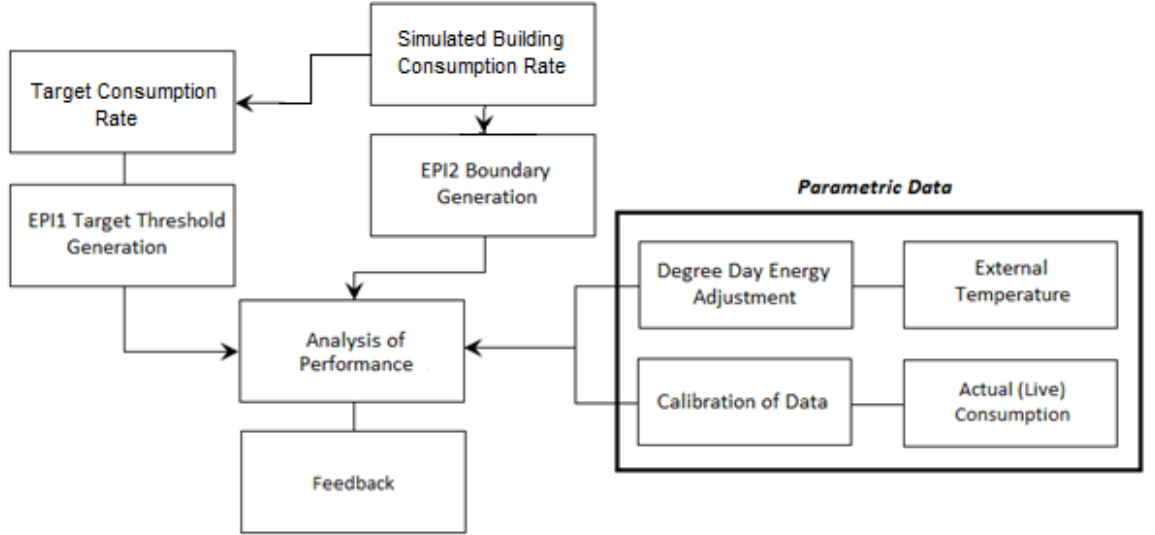 Simulated Building
Consumption Rate
Target Consumption
Rate
EPI2 Boundary
Generation
EPI1 Target Threshold
Generation
Parametric Data
Degree Day Energy
Adjustment
External
Temperature
Analysis of
Performance
Calibration of Data
Actual (Live)
Consumption
Feedback